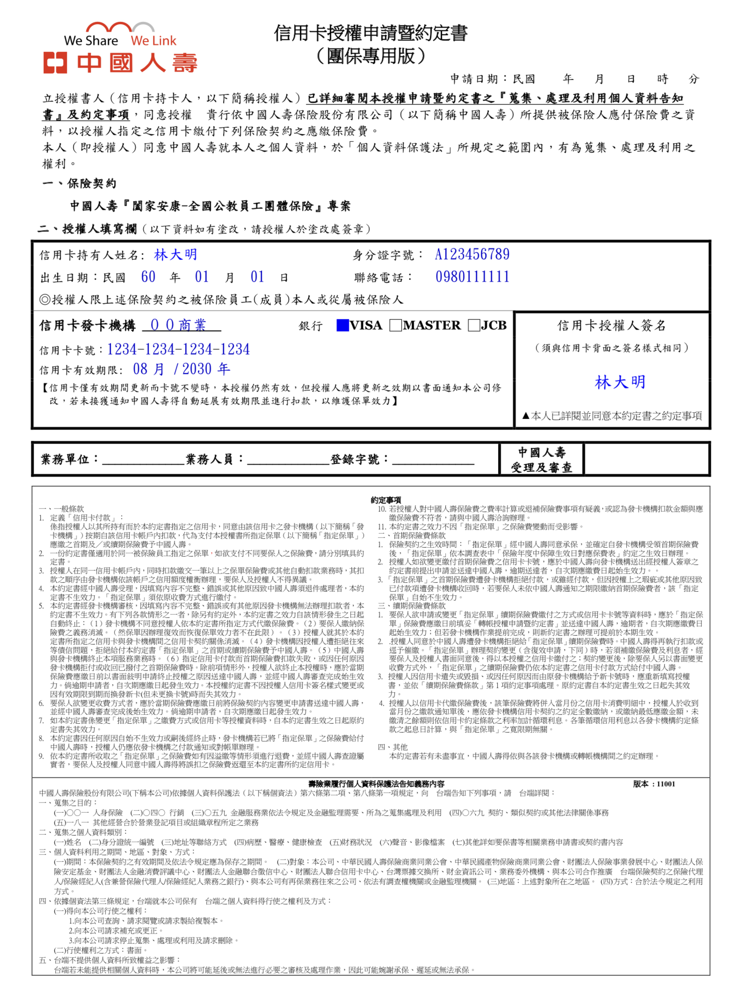 We Share We Link
中國人壽
信用卡授權申請暨約定書
（團保專用版）
申請日期：民國　　年　月　日　時　分
立授權書人（信用卡持卡人，以下簡稱授權人）已詳細審閱本授權申請暨約定書之『蒐集、處理及利用個人資料告知
書』及約定事項，同意授權　貴行依中國人壽保險股份有限公司（以下簡稱中國人壽）所提供被保險人應付保險費之資
料，以授權人指定之信用卡繳付下列保險契約之應繳保險費。
本人（即授權人）同意中國人壽就本人之個人資料，於「個人資料保護法」所規定之範圍內，有為蒐集、處理及利用之
權利。
一、保險契約
中國人壽『闔家安康-全國公教員工團體保險』專案
二、授權人填寫欄（以下資料如有塗改，請授權人於塗改處簽章）
信用卡持有人姓名: 林大明　身分證字號： A123456789
出生日期：民國 60 年 01 月 01 日　聯絡電話： 0980111111
◎授權人限上述保險契約之被保險員工(成員)本人或從屬被保險人
信用卡發卡機構 ００商業 銀行 ■VISA □MASTER □JCB
信用卡卡號：1234-1234-1234-1234
信用卡有效期限: 08 月 / 2030 年
【信用卡僅有效期間更新而卡號不變時，本授權仍然有效，但授權人應將更新之效期以書面通知本公司修
改，若未接獲通知中國人壽得自動延展有效期限並進行扣款，以維護保單效力】
信用卡授權人簽名
（須與信用卡背面之簽名樣式相同）
林大明
▲本人已詳閱並同意本約定書之約定事項
業務單位：_____________業務人員：_____________登錄字號：_____________
中國人壽
受理及審查
約定事項
一、一般條款
1. 定義「信用卡付款」：
係指授權人以其所持有而於本約定書指定之信用卡，同意由該信用卡之發卡機構（以下簡稱「發
卡機構」）按期自該信用卡帳戶內扣款，代為支付本授權書所指定保單（以下簡稱「指定保單」）
應繳之首期及／或續期保險費予中國人壽。
2. 一份約定書僅適用於同一被保險員工指定之保單，如欲支付不同要保人之保險費，請分別填具約
定書。
3. 授權人在同一信用卡帳戶內，同時扣款繳交一筆以上之保單保險費或其他自動扣款業務時，其扣
款之順序由發卡機構依該帳戶之信用額度權衡辦理，要保人及授權人不得異議。
4. 本約定書經中國人壽受理，因填寫內容不完整、錯誤或其他原因致中國人壽須退件處理者，本約
定書不生效力。「指定保單」須依原收費方式進行繳付。
5. 本約定書經發卡機構審核，因填寫內容不完整、錯誤或有其他原因發卡機構無法辦理扣款者，本
約定書不生效力。有下列各款情形之一者，除另有約定外，本約定書之效力自該情形發生之日起
自動終止：（1）發卡機構不同意授權人依本約定書所指定方式代繳保險費。（2）要保人繳納保
險費之義務消滅。（然保單因辦理復效而恢復保單效力者不在此限）。（3）授權人就其於本約
定書所指定之信用卡與發卡機構間之信用卡契約關係消滅。（4）發卡機構因授權人遭拒絕往來
等債信問題，拒絕給付本約定書「指定保單」之首期或續期保險費予中國人壽。（5）中國人壽
與發卡機構終止本項服務業務時。（6）指定信用卡付款而首期保險費扣款失敗，或因任何原因
發卡機構拒付或收回已撥付之首期保險費時。除前項情形外，授權人欲終止本授權時，應於當期
保險費應繳日前以書面敍明申請終止授權之原因送達中國人壽，並經中國人壽審查完成始生效
力。倘逾期申請者，自次期應繳日起發生效力。本授權約定書不因授權人信用卡簽名樣式變更或
因有效期限到期而換發新卡(但未更換卡號)時而失其效力。
6. 要保人欲變更收費方式者，應於當期保險費應繳日前將保險契約內容變更申請書送達中國人壽，
並經中國人壽審查完成後始生效力。倘逾期申請者，自次期應繳日起發生效力。
7. 如本約定書係變更「指定保單」之繳費方式或信用卡等授權資料時，自本約定書生效之日起原約
定書失其效力。
8. 本約定書因任何原因自始不生效力或嗣後經終止時，發卡機構若已將「指定保單」之保險費給付
中國人壽時，授權人仍應依發卡機構之付款通知或對帳單辦理。
9. 依本約定書所收取之「指定保單」之保險費如有因溢繳等情形須進行退費，並經中國人壽查證屬
實者，要保人及授權人同意中國人壽得將誤扣之保險費返還至本約定書所約定信用卡。
10. 若授權人對中國人壽保險費之費率計算或退補保險費事項有疑義，或認為發卡機構扣款金額與應
繳保險費不符者，請與中國人壽洽詢辦理。
11. 本約定書之效力不因「指定保單」之保險費變動而受影響。
二、首期保險費條款
1. 保險契約之生效時間：「指定保單」經中國人壽同意承保，並確定自發卡機構受領首期保險費
後，「指定保單」依本調查表中「保險年度中保障生效日對應保費表」約定之生效日辦理。
2. 授權人如欲變更繳付首期保險費之信用卡卡號，應於中國人壽向發卡機構送出經授權人簽章之
約定書前提出申請並送達中國人壽，逾期送達者，自次期應繳費日起始生效力。。
3. 「指定保單」之首期保險費遭發卡機構拒絕付款，或雖經付款，但因授權上之瑕疵或其他原因致
已付款項遭發卡機構收回時，若要保人未依中國人壽通知之期限繳納首期保險費者，該「指定
保單」自始不生效力。
三、續期保險費條款
1. 要保人欲申請或變更「指定保單」續期保險費繳付之方式或信用卡卡號等資料時，應於「指定保
單」保險費應繳日前填妥「轉帳授權申請暨約定書」並送達中國人壽，逾期者，自次期應繳費日
起始生效力；但若發卡機構作業提前完成，則新約定書之辦理可提前於本期生效。
2. .授權人同意於中國人壽遭發卡機構拒絕給「指定保單」續期保險費時。中國人壽得再執行扣款或
逕予催繳。「指定保單」辦理契約變更（含復效申請，下同）時，若須補繳保險費及利息者，經
要保人及授權人書面同意後，得以本授權之信用卡繳付之；契約變更後，除要保人另以書面變更
收費方式外，「指定保單」之續期保險費仍依本約定書之信用卡付款方式給付中國人壽。
3. 授權人因信用卡遺失或毀損、或因任何原因而由原發卡機構給予新卡號時，應重新填寫授權
書，並依「續期保險費條款」第 1 項約定事項處理。原約定書自本約定書生效之日起失其效
力。
4. 授權人以信用卡代繳保險費後，該筆保險費將併入當月份之信用卡消費明細中，授權人於收到
當月份之繳款通知單後，應依發卡機構信用卡契約之約定全數繳納，或繳納最低應繳金額，未
繳清之餘額則依信用卡約定條款之利率加計循環利息。各筆循環信用利息以各發卡機構約定條
款之起息日計算，與「指定保單」之寬限期無關。
四、其他
本約定書若有未盡事宜，中國人壽得依與各該發卡機構或轉帳機構間之約定辦理。
壽險業履行個人資料保護法告知義務內容　版本 : 11001
中國人壽保險股份有限公司(下稱本公司)依據個人資料保護法（以下稱個資法）第六條第二項、第八條第一項規定，向　台端告知下列事項，請　台端詳閱：
一、蒐集之目的：
(一)○○一 人身保險　(二)○四○ 行銷　(三)○五九 金融服務業依法令規定及金融監理需要、所為之蒐集處理及利用　(四)○六九 契約、類似契約或其他法律關係事務
(五)一八一 其他經營合於營業登記項目或組織章程所定之業務
二、蒐集之個人資料類別：
(一)姓名　(二)身分證統一編號　(三)地址等聯絡方式　(四)病歷、醫療、健康檢查　(五)財務狀況　(六)聲音、影像檔案　(七)其他詳如要保書等相關業務申請書或契約書內容
三、個人資料利用之期間、地區、對象、方式：
(一)期間：本保險契約之有效期間及依法令規定應為保存之期間。　(二)對象：本公司、中華民國人壽保險商業同業公會、中華民國產物保險商業同業公會、財團法人保險事業發展中心、財團法人保
險安定基金、財團法人金融消費評議中心、財團法人金融聯合徵信中心、財團法人聯合信用卡中心、台灣票據交換所、財金資訊公司、業務委外機構、與本公司合作推廣　台端保險契約之保險代理
人/保險經紀人(含兼營保險代理人/保險經紀人業務之銀行)、與本公司有再保業務往來之公司、依法有調查權機關或金融監理機關。　(三)地區：上述對象所在之地區。　(四)方式：合於法令規定之利用
方式。
四、依據個資法第三條規定，台端就本公司保有　台端之個人資料得行使之權利及方式：
(一)得向本公司行使之權利：
1.向本公司查詢、請求閱覽或請求製給複製本。
2.向本公司請求補充或更正。
3.向本公司請求停止蒐集、處理或利用及請求刪除。
(二)行使權利之方式：書面。
五、台端不提供個人資料所致權益之影響：
台端若未能提供相關個人資料時，本公司將可能延後或無法進行必要之審核及處理作業，因此可能婉謝承保、遲延或無法承保。